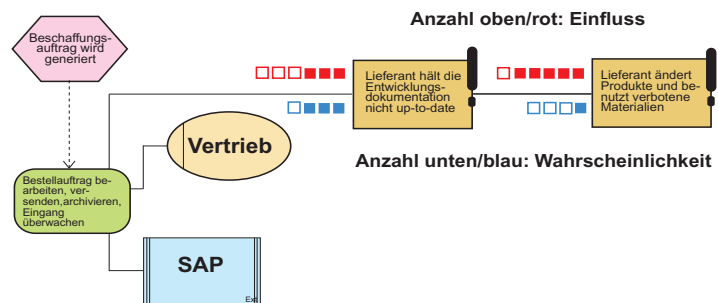 Anzahl oben/rot: Einfluss
Beschaffungs-
auftrag wird
generiert
Lieferant hält die
Entwicklungs-
dokumentation
nicht up-to-date
Lieferant ändert
Produkte und be-
nutzt verbotene
Materialien
Vertrieb
Anzahl unten/blau: Wahrscheinlichkeit
Bestellauftrag be-
arbeiten, ver-
senden,archivieren,
Eingang
überwachen
SAP
Ext